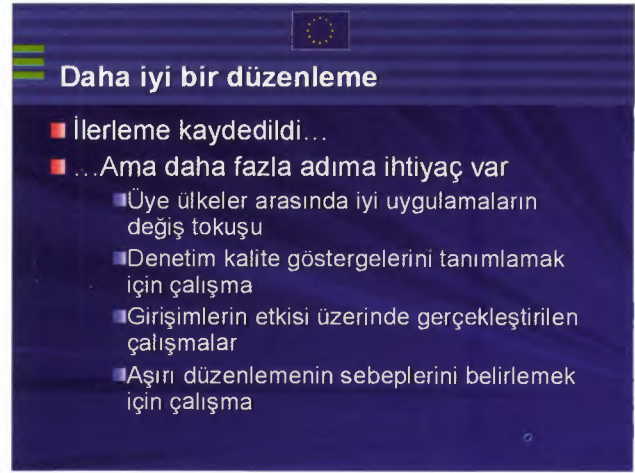 Daha iyi bir düzenleme
İlerleme kaydedildi...
...Ama daha fazla adıma ihtiyaç var
Üye ülkeler arasında iyi uygulamaların
değiş tokuşu
Denetim kalite göstergelerini tanımlamak
için çalışma
Girişimlerin etkisi üzerinde gerçekleştirilen
çalışmalar
Aşırı düzenlemenin sebeplerini belirlemek
için çalışma